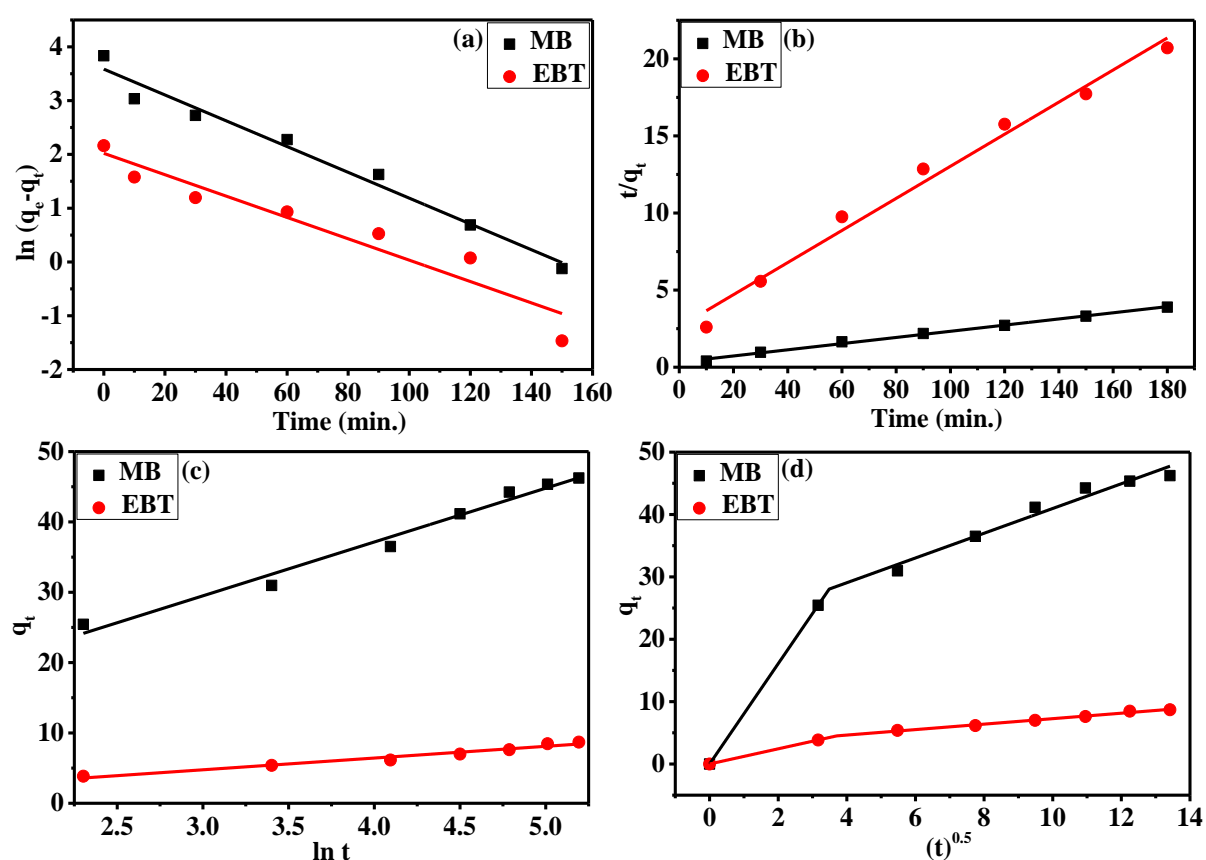 (a)
MB
EBT
ln (qe-qt)
4
3
2
1
0
-1
-2
0 20 40 60 80 100 120 140 160
Time (min.)
MB
EBT
(b)
t/qt
20
15
10
5
0
0 20 40 60 80 100 120 140 160 180
Time (min.)
MB
EBT
(c)
qt
50
40
30
20
10
0
2.5 3.0 3.5 4.0 4.5 5.0
ln t
MB
EBT
(d)
qt
50
40
30
20
10
0
0 2 4 6 8 10 12 14
(t)0.5